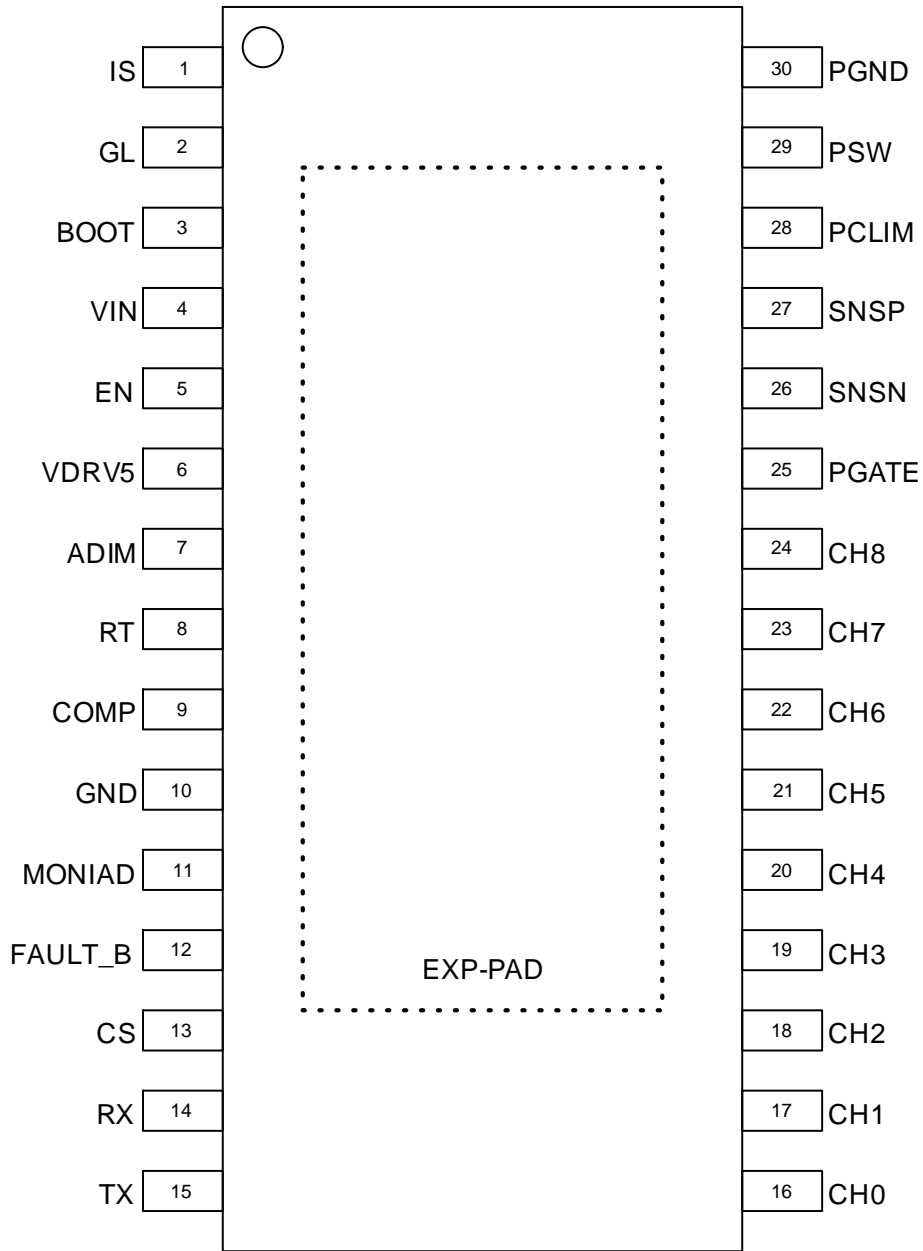 IS 1 30 PGND
GL 2 29 PSW
BOOT 3 28 PCLIM
VIN 4 27 SNSP
EN 5 26 SNSN
VDRV5 6 25 PGATE
ADIM 7 24 CH8
RT 8 23 CH7
COMP 9 22 CH6
GND 10 21 CH5
MONIAD 11 20 CH4
FAULT_B 12 19 CH3
EXP-PAD
CS 13 18 CH2
RX 14 17 CH1
TX 15 16 CH0